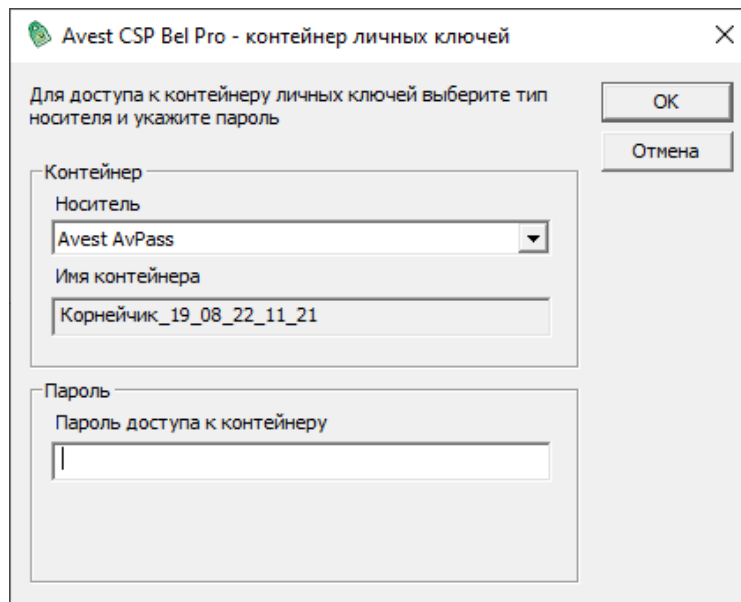 Avest CSP Bel Pro - контейнер личных ключей
Для доступа к контейнеру личных ключей выберите тип
носителя и укажите пароль
OK
Отмена
Контейнер
Носитель
Avest AvPass
Имя контейнера
Корнейчик_19_08_22_11_21
Пароль
Пароль доступа к контейнеру